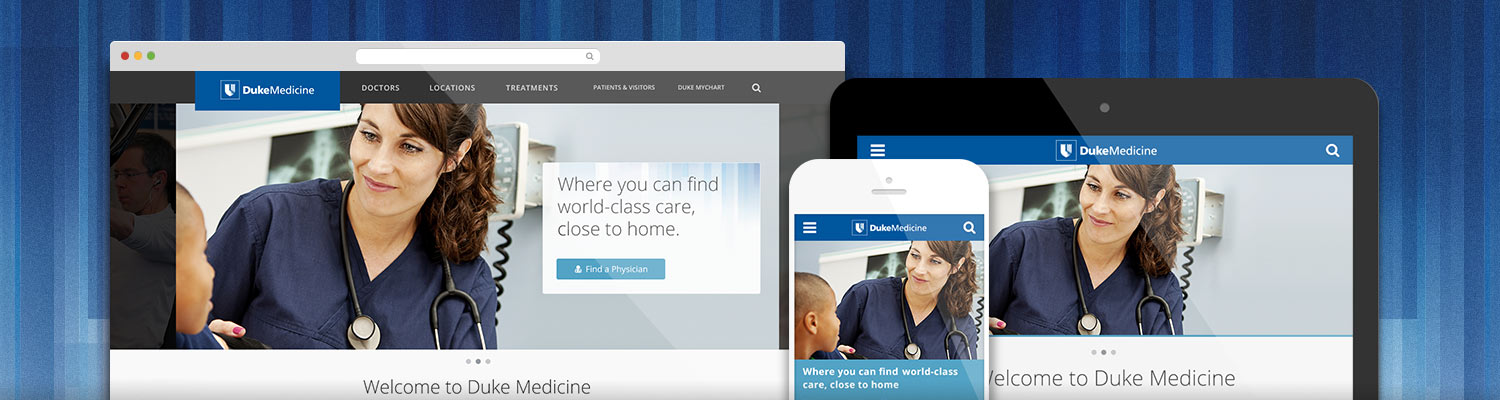 DukeMedicine
DOCTORS
LOCATIONS
TREATMENTS
PATIENTS & VISITORS
DUKE MYCHART
Where you can find
world-class care,
close to home.
Find a Physician
Welcome to Duke Medicine
DukeMedicine
Where you can find world-class
care, close to home
DukeMedicine
Welcome to Duke Medicine